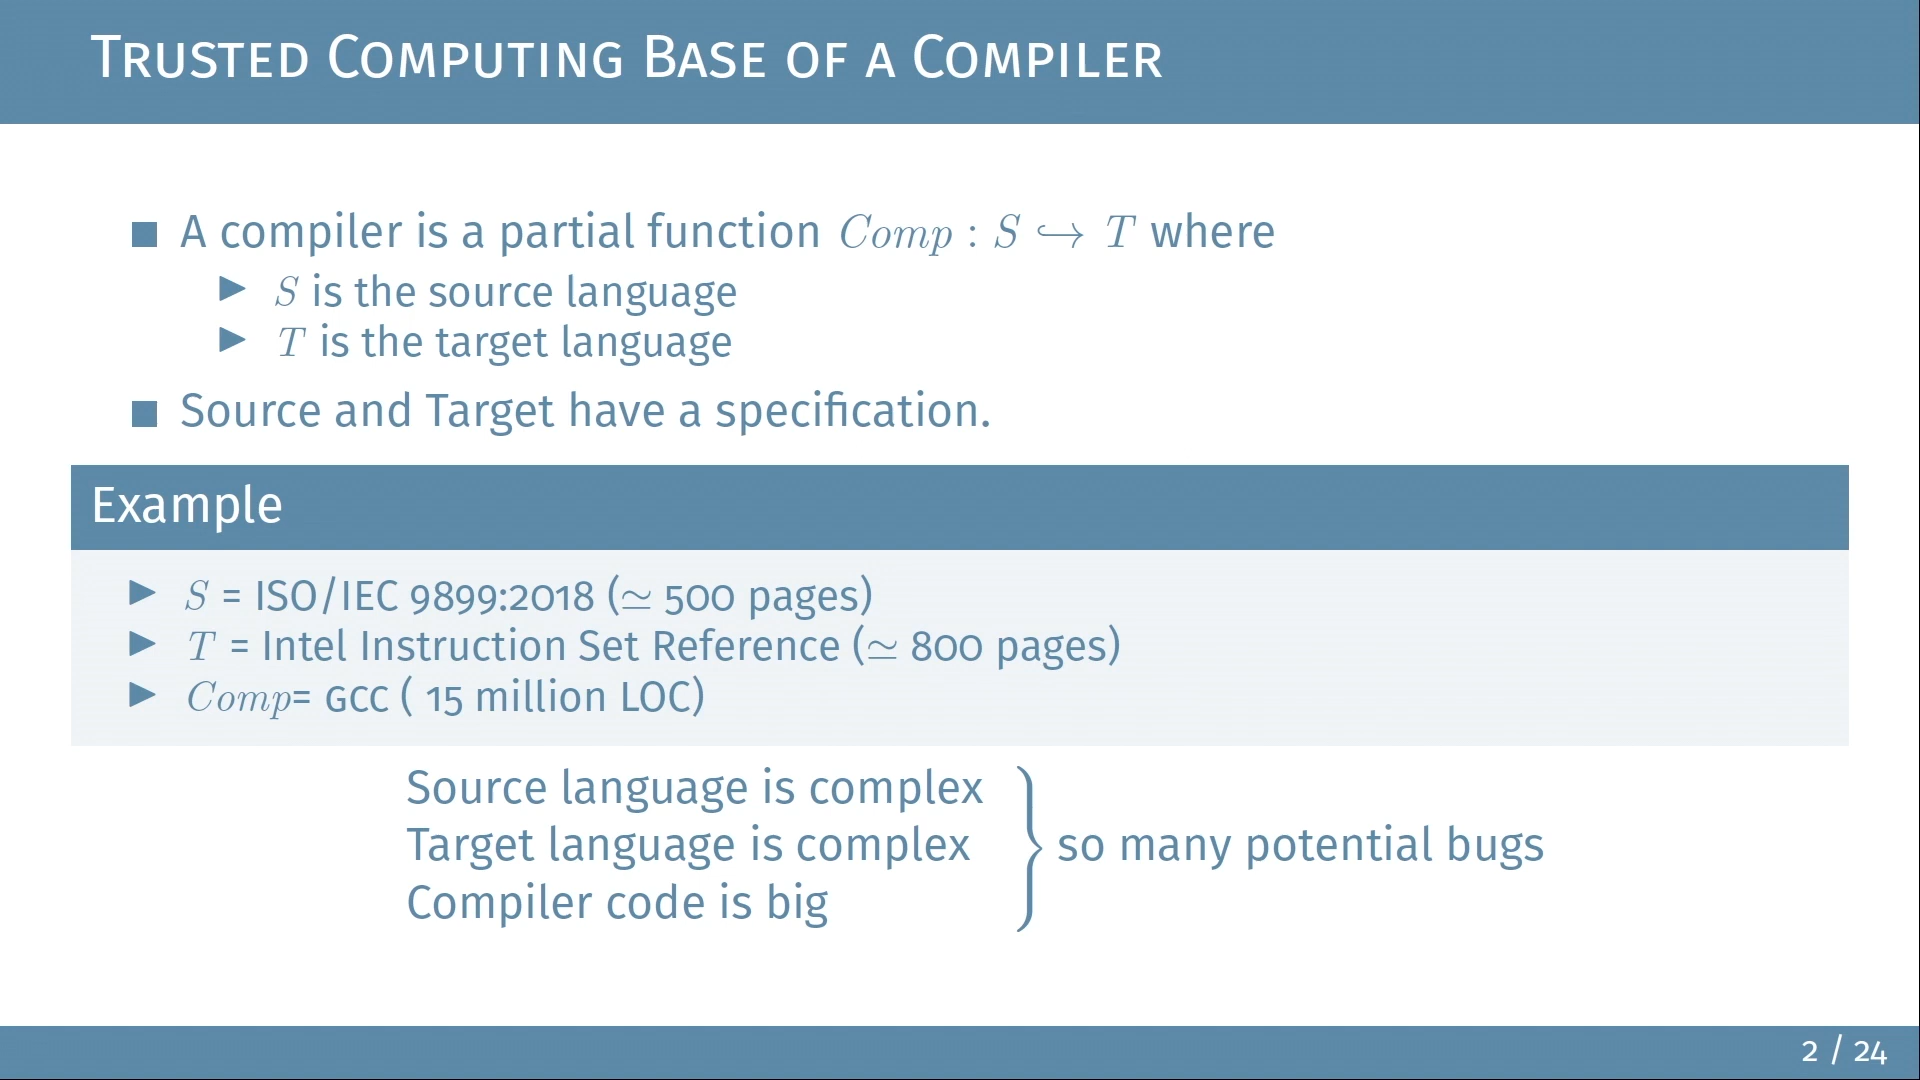 Trusted Computing Base of a Compiler
■ A compiler is a partial function Comp : S ↪ T where
▶ S is the source language
▶ T is the target language
■ Source and Target have a specification.
Example
▶ S = ISO/IEC 9899:2018 (≃ 500 pages)
▶ T = Intel Instruction Set Reference (≃ 800 pages)
▶ Comp= GCC ( 15 million LOC)
Source language is complex
Target language is complex
Compiler code is big
so many potential bugs
2 / 24